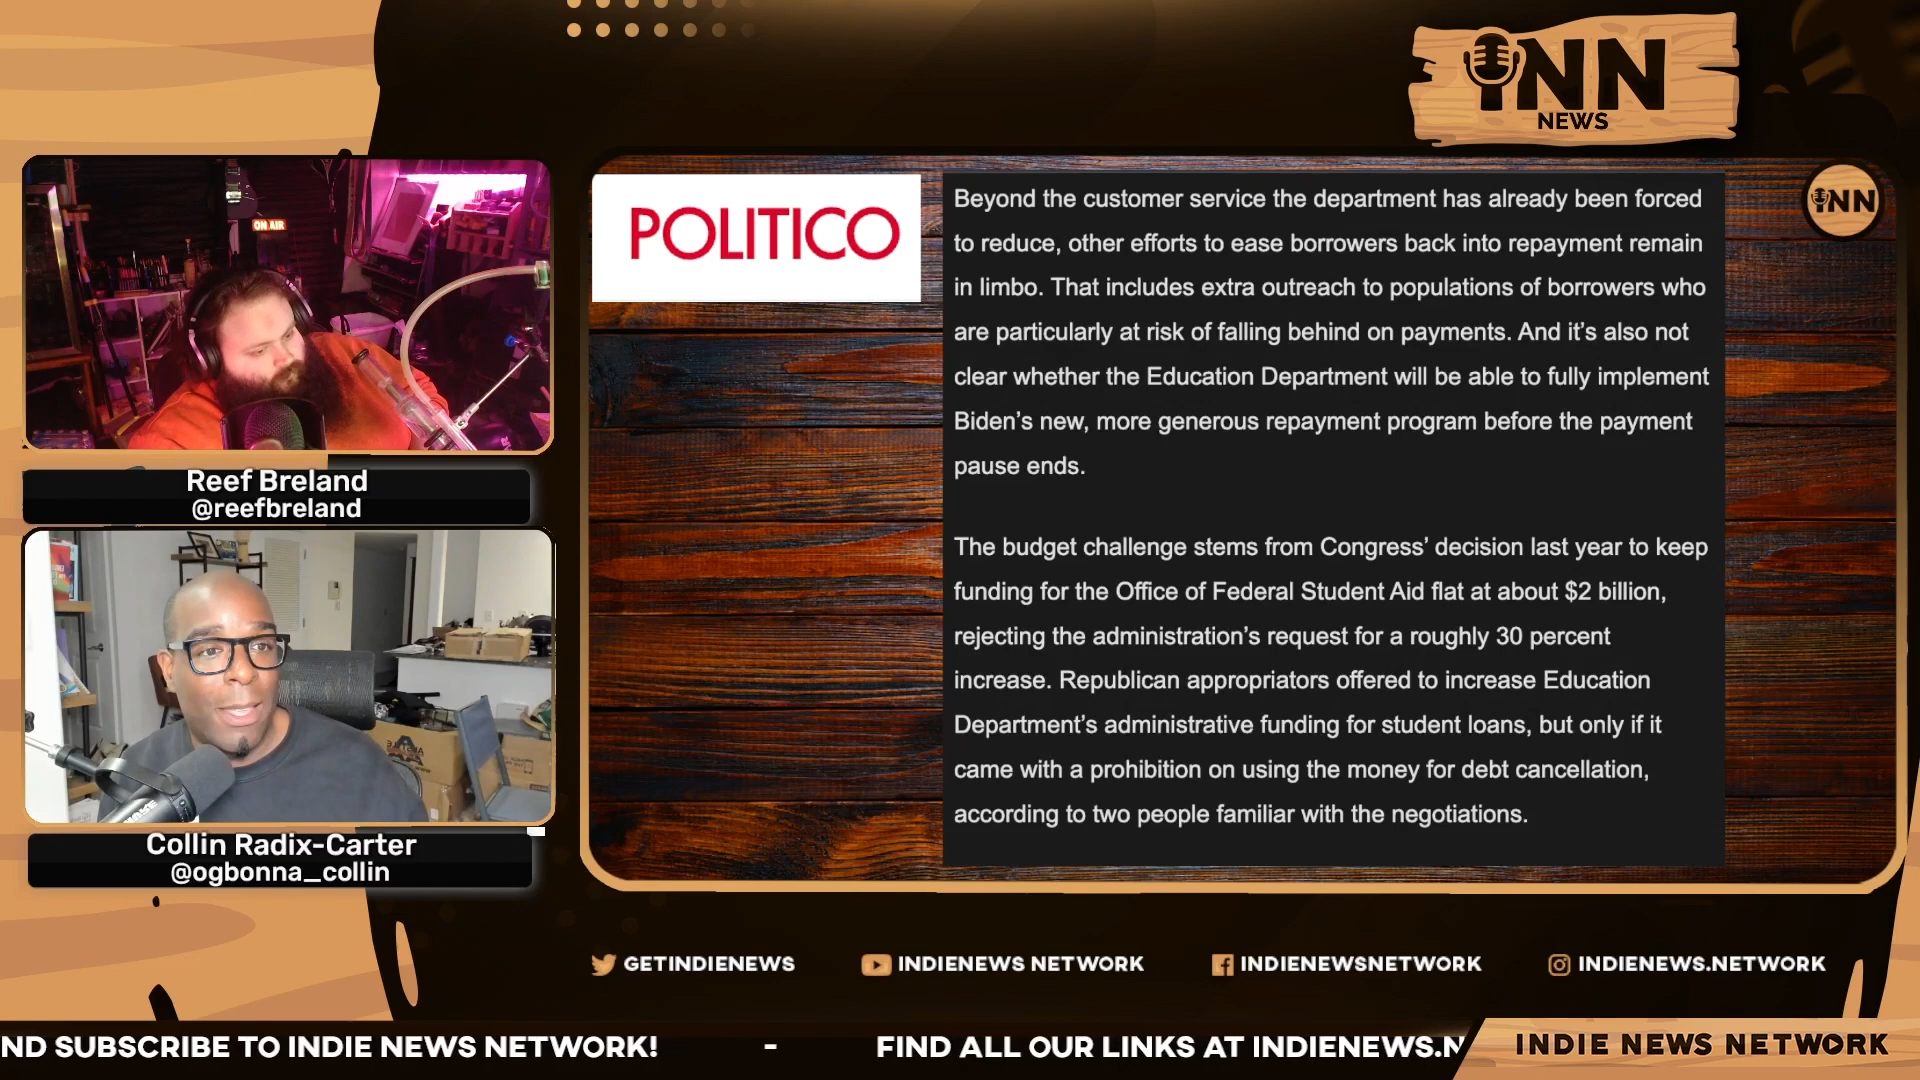 iNN
NEWS
ON AIR
Reef Breland
@reefbreland
Collin Radix-Carter
@ogbonna_collin
POLITICO
iNN
Beyond the customer service the department has already been forced
to reduce, other efforts to ease borrowers back into repayment remain
in limbo. That includes extra outreach to populations of borrowers who
are particularly at risk of falling behind on payments. And it’s also not
clear whether the Education Department will be able to fully implement
Biden’s new, more generous repayment program before the payment
pause ends.
The budget challenge stems from Congress’ decision last year to keep
funding for the Office of Federal Student Aid flat at about $2 billion,
rejecting the administration’s request for a roughly 30 percent
increase. Republican appropriators offered to increase Education
Department’s administrative funding for student loans, but only if it
came with a prohibition on using the money for debt cancellation,
according to two people familiar with the negotiations.
GETINDIENEWS
INDIENEWS NETWORK
INDIENEWSNETWORK
INDIENEWS.NETWORK
ND SUBSCRIBE TO INDIE NEWS NETWORK! - FIND ALL OUR LINKS AT INDIENEWS.N
INDIE NEWS NETWORK